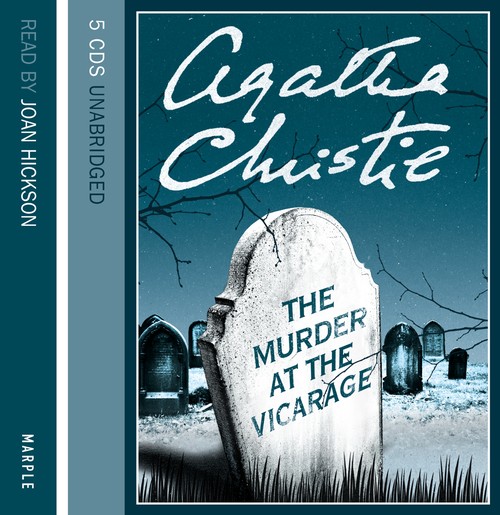 READ BY JOAN HICKSON
MARPLE
5 CDS UNABRIDGED
Agatha
Christie
THE
MURDER
AT THE
VICARAGE